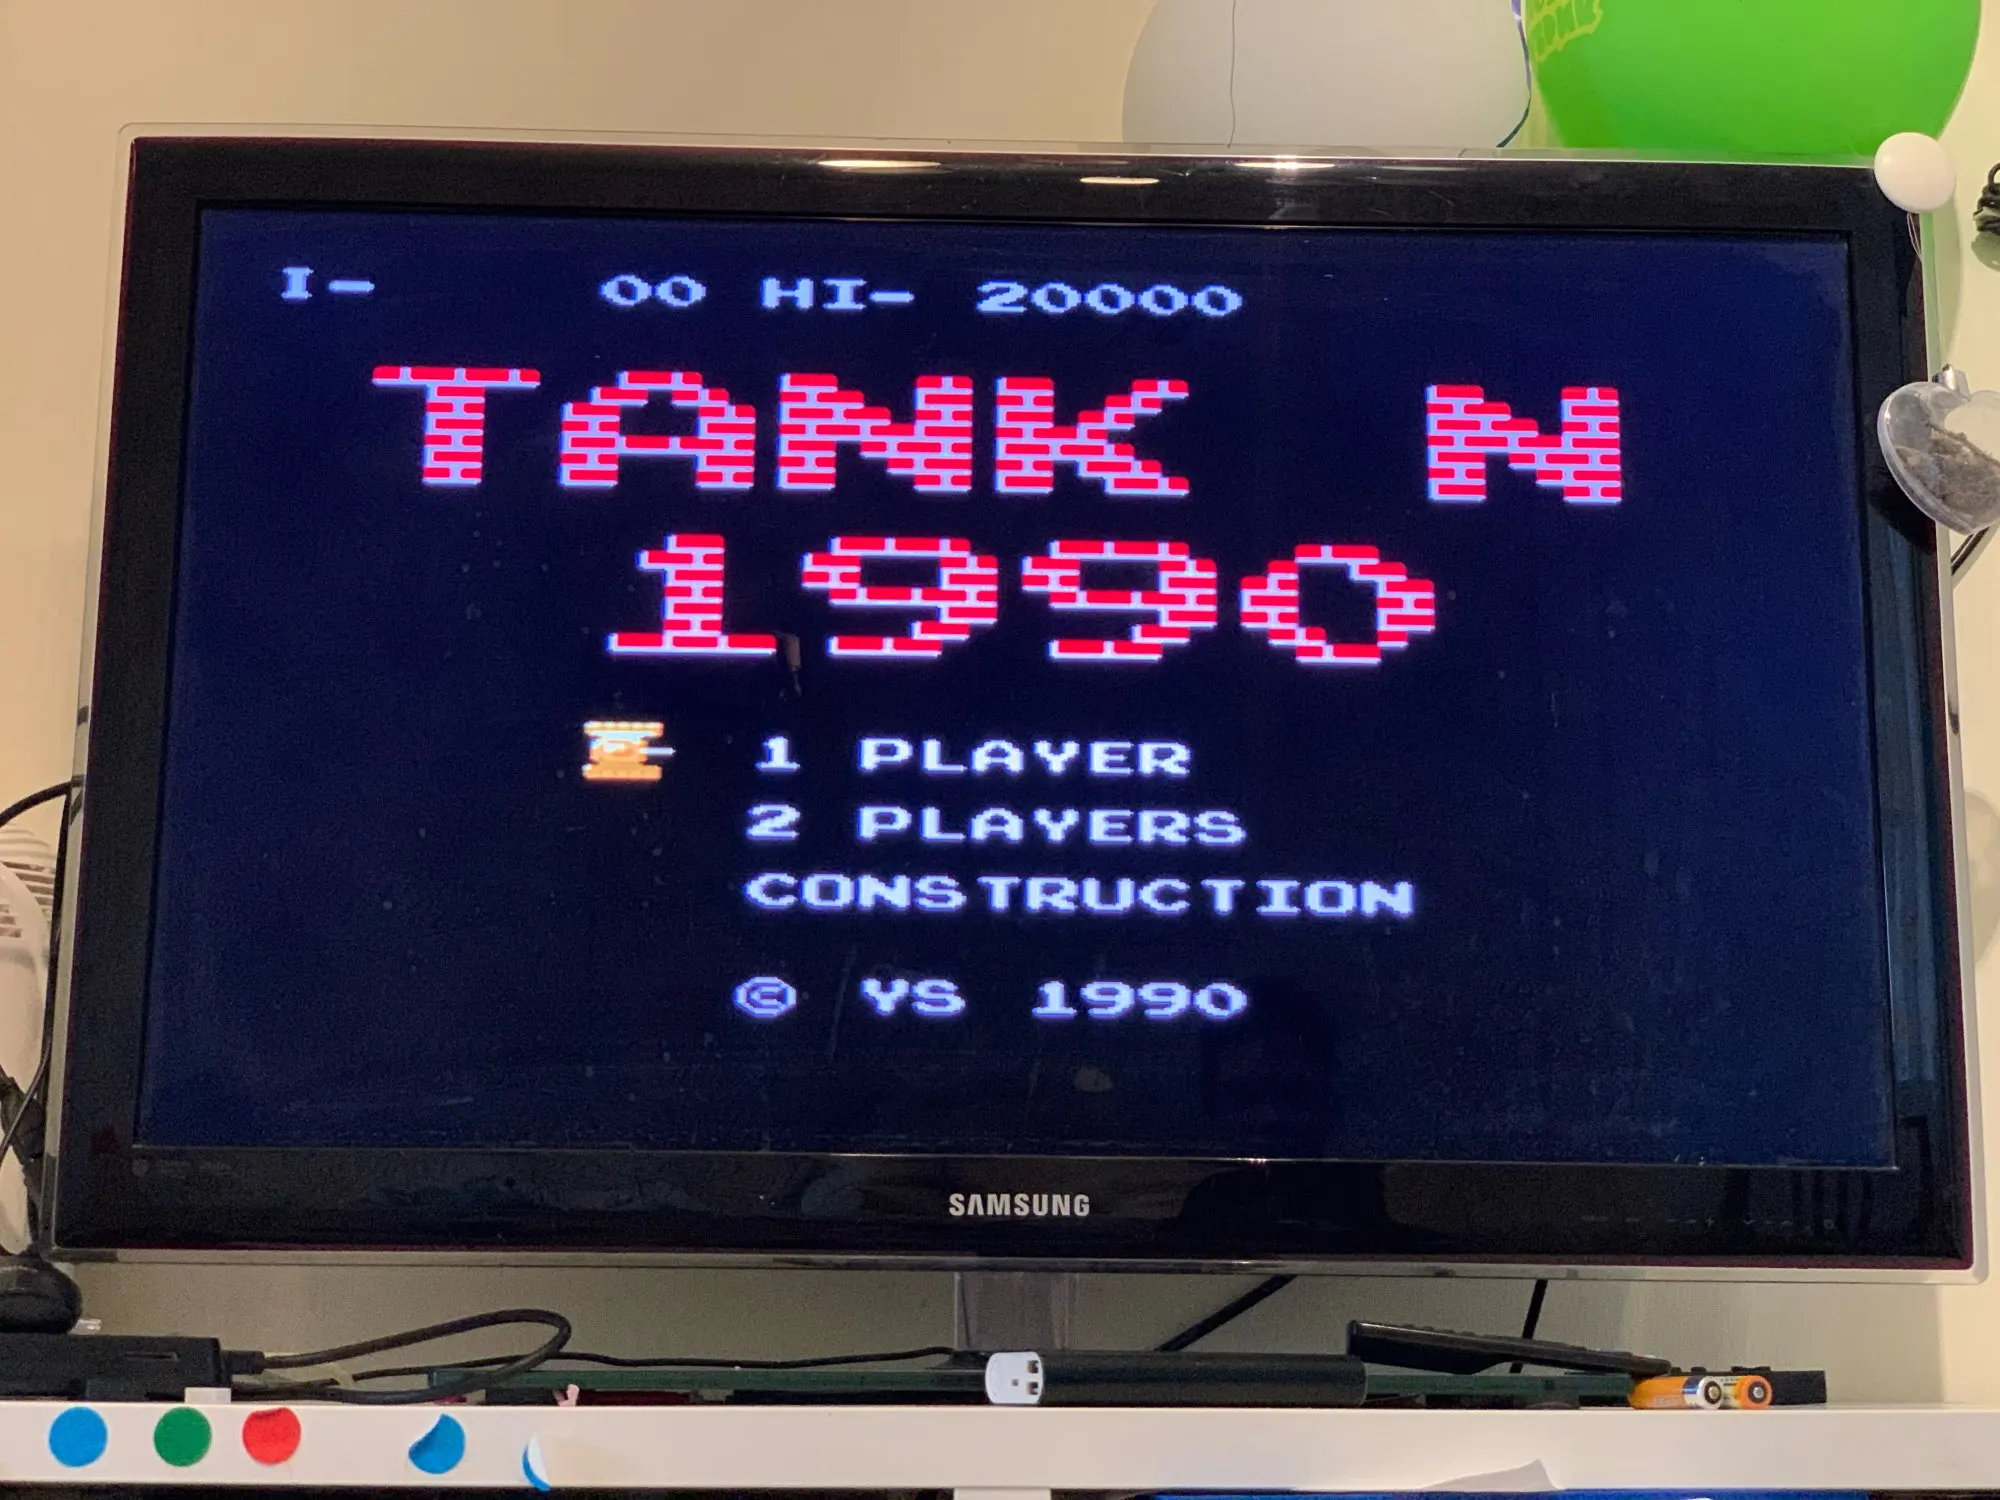 I- 00 HI- 20000
TANK N
1990
1 PLAYER
2 PLAYERS
CONSTRUCTION
© YS 1990
SAMSUNG